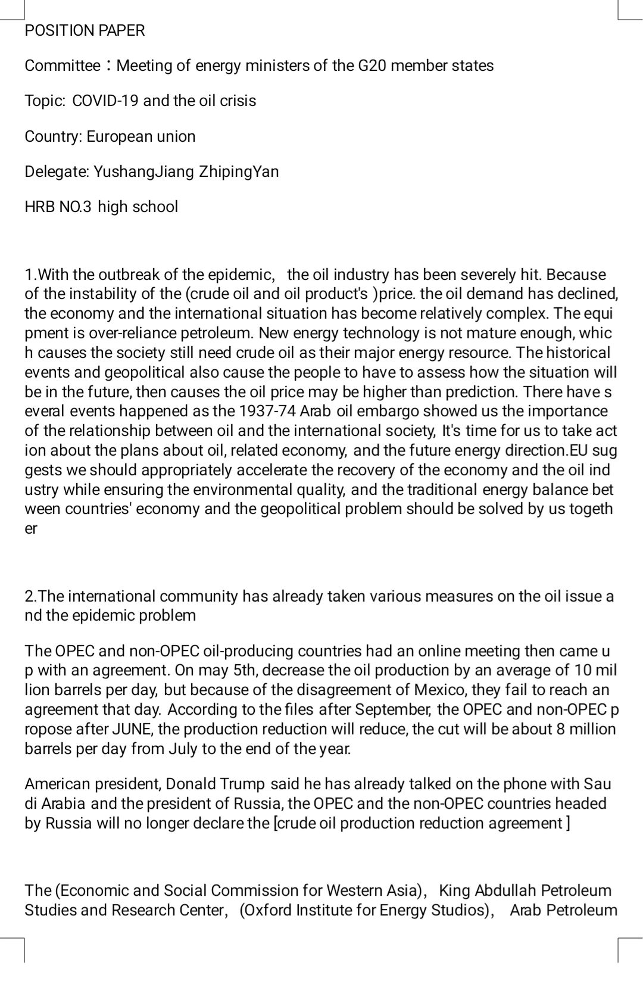 POSITION PAPER
Committee：Meeting of energy ministers of the G20 member states
Topic: COVID-19 and the oil crisis
Country: European union
Delegate: YushangJiang ZhipingYan
HRB NO.3 high school
1.With the outbreak of the epidemic， the oil industry has been severely hit. Because
of the instability of the (crude oil and oil product's )price. the oil demand has declined,
the economy and the international situation has become relatively complex. The equi
pment is over-reliance petroleum. New energy technology is not mature enough, whic
h causes the society still need crude oil as their major energy resource. The historical
events and geopolitical also cause the people to have to assess how the situation will
be in the future, then causes the oil price may be higher than prediction. There have s
everal events happened as the 1937-74 Arab oil embargo showed us the importance
of the relationship between oil and the international society, It's time for us to take act
ion about the plans about oil, related economy, and the future energy direction.EU sug
gests we should appropriately accelerate the recovery of the economy and the oil ind
ustry while ensuring the environmental quality, and the traditional energy balance bet
ween countries' economy and the geopolitical problem should be solved by us togeth
er
2.The international community has already taken various measures on the oil issue a
nd the epidemic problem
The OPEC and non-OPEC oil-producing countries had an online meeting then came u
p with an agreement. On may 5th, decrease the oil production by an average of 10 mil
lion barrels per day, but because of the disagreement of Mexico, they fail to reach an
agreement that day. According to the files after September, the OPEC and non-OPEC p
ropose after JUNE, the production reduction will reduce, the cut will be about 8 million
barrels per day from July to the end of the year.
American president, Donald Trump said he has already talked on the phone with Sau
di Arabia and the president of Russia, the OPEC and the non-OPEC countries headed
by Russia will no longer declare the [crude oil production reduction agreement ]
The (Economic and Social Commission for Western Asia)， King Abdullah Petroleum
Studies and Research Center， (Oxford Institute for Energy Studios)， Arab Petroleum